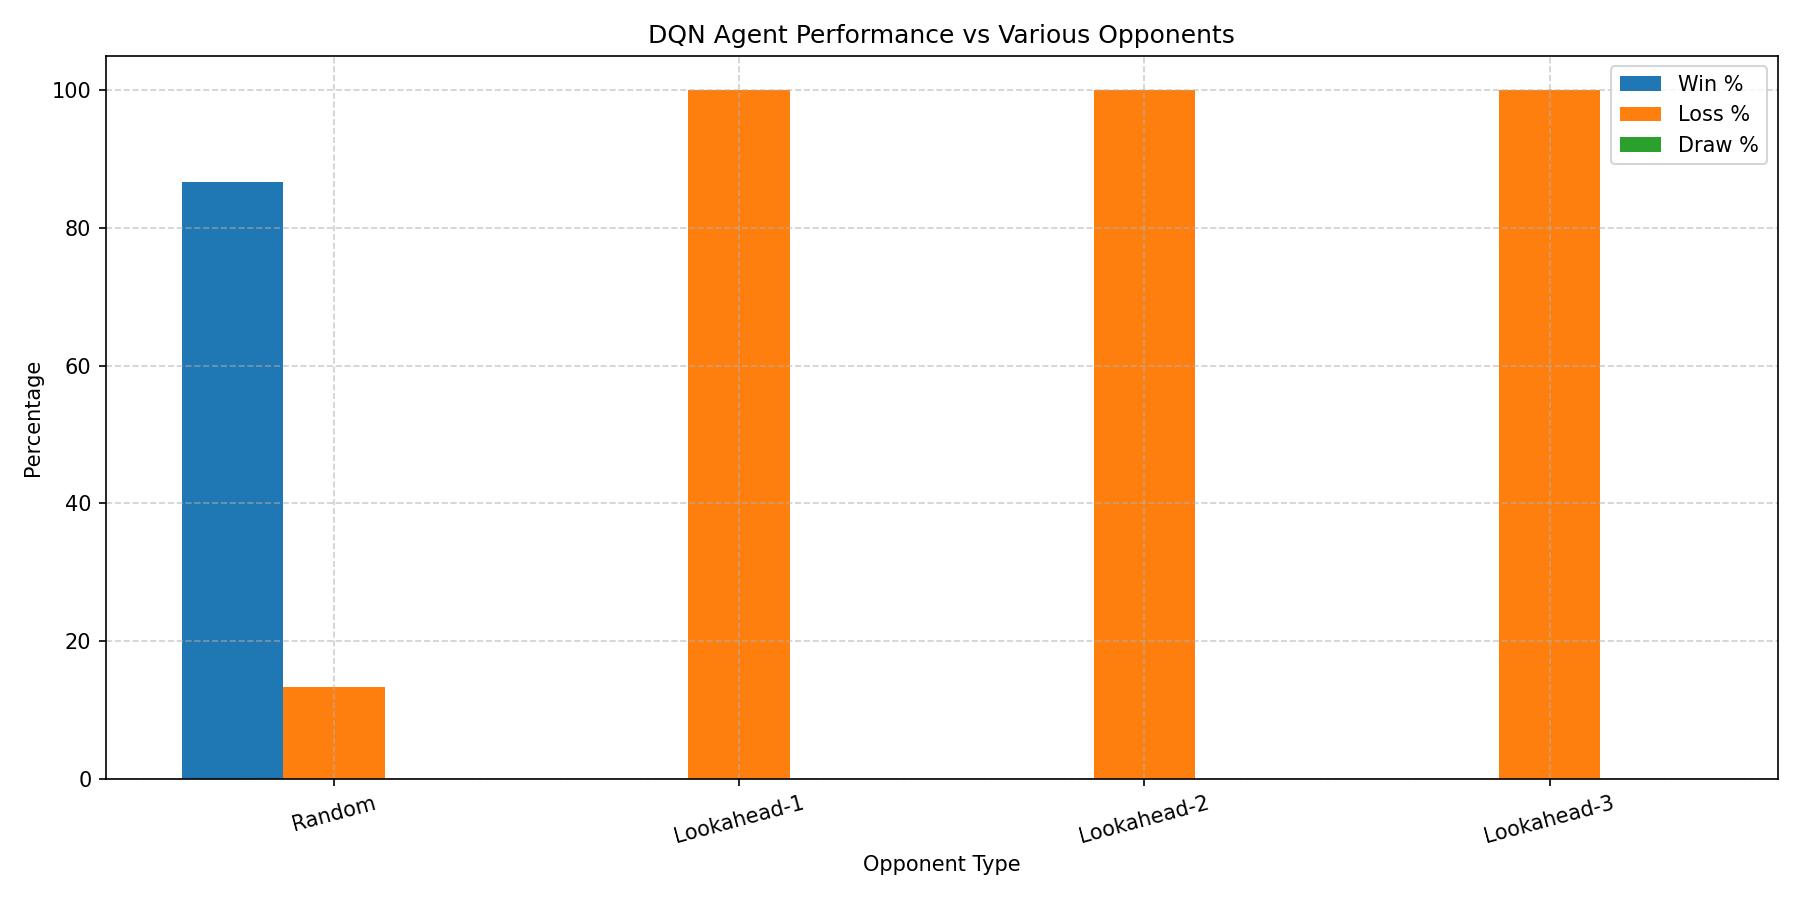 DQN Agent Performance vs Various Opponents
Win %
Loss %
Draw %
100
80
60
40
20
0
Percentage
Random
Lookahead-1
Lookahead-2
Lookahead-3
Opponent Type